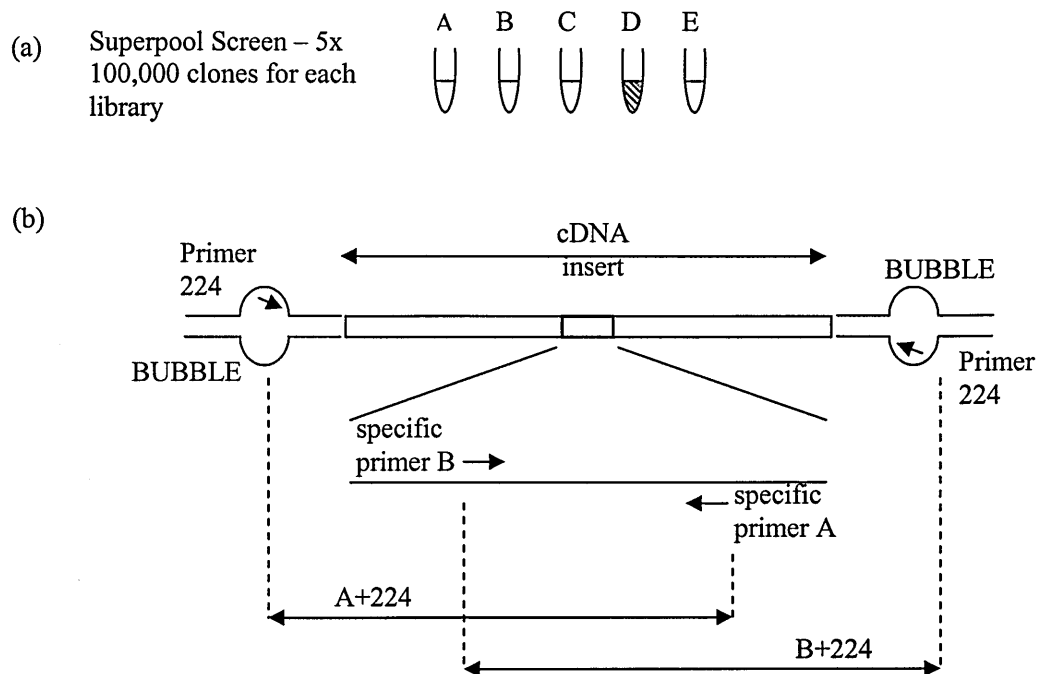 (a)
Superpool Screen – 5x
100,000 clones for each
library
A B C D E
(b)
Primer
224
cDNA
insert
BUBBLE
BUBBLE
Primer
224
specific
primer B
specific
primer A
A+224
B+224